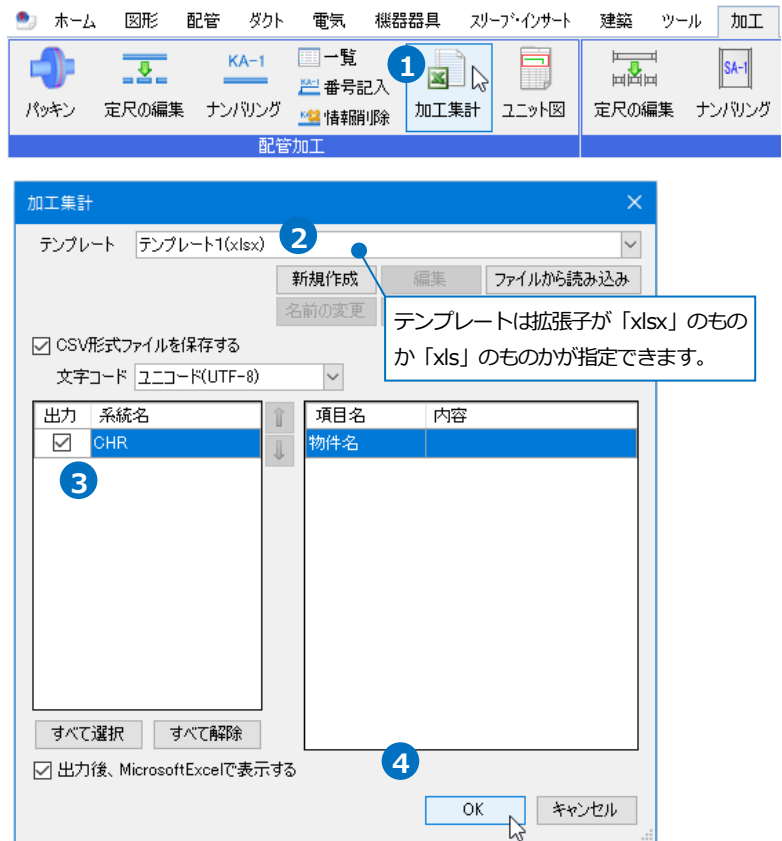 ホーム 図形 配管 ダクト 電気 機器器具 スリーブ・インサート 建築 ツール 加工
KA-1 一覧 1 SA-1
KA-1 番号記入
パッキン 定尺の編集 ナンバリング 情報削除 加工集計 ユニット図 定尺の編集 ナンバリング
配管加工
加工集計
テンプレート テンプレート1(xlsx) 2
新規作成 編集 ファイルから読み込み
名前の変更
テンプレートは拡張子が「xlsx」のもの
か「xls」のものかが指定できます。
CSV形式ファイルを保存する
文字コード ユニコード(UTF-8)
出力 系統名 項目名 内容
CHR 物件名
3
すべて選択 すべて解除
出力後、MicrosoftExcelで表示する 4
OK キャンセル